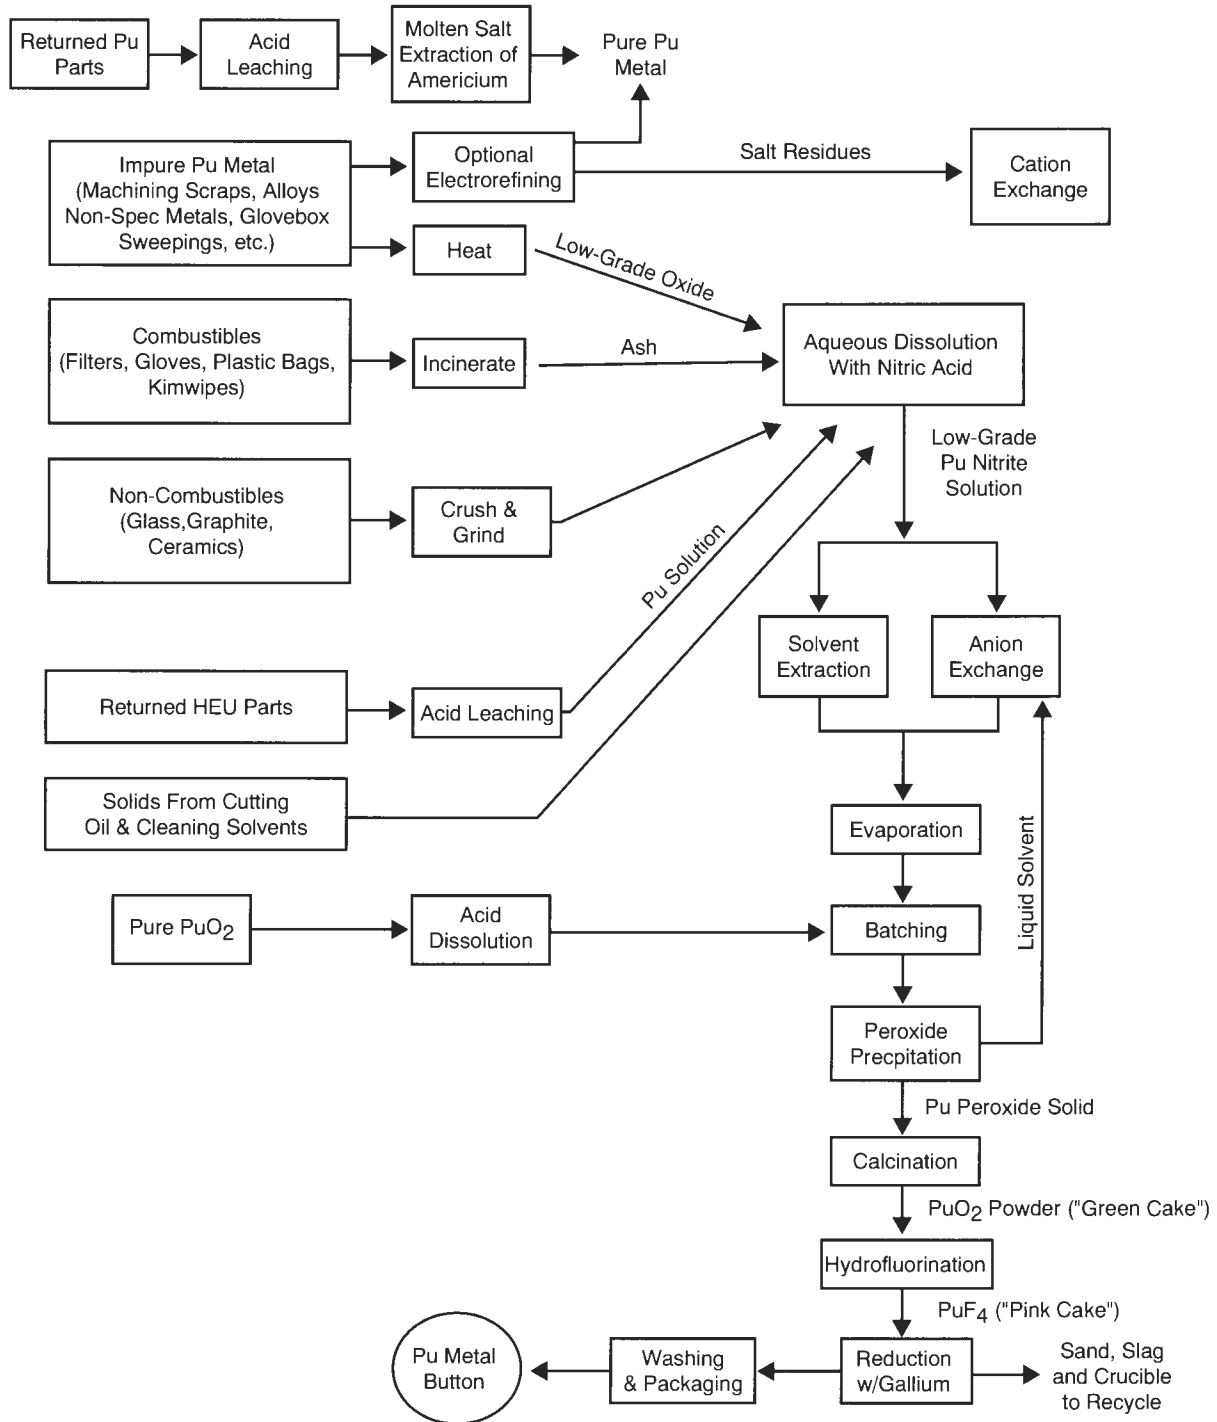 Returned Pu
Parts
Acid
Leaching
Molten Salt
Extraction of
Americium
Pure Pu
Metal
Impure Pu Metal
(Machining Scraps, Alloys
Non-Spec Metals, Glovebox
Sweepings, etc.)
Optional
Electrorefining
Salt Residues
Cation
Exchange
Heat
Low-Grade Oxide
Combustibles
(Filters, Gloves, Plastic Bags,
Kimwipes)
Incinerate
Ash
Aqueous Dissolution
With Nitric Acid
Low-Grade
Pu Nitrite
Solution
Non-Combustibles
(Glass,Graphite,
Ceramics)
Crush &
Grind
Pu Solution
Solvent
Extraction
Anion
Exchange
Returned HEU Parts
Acid Leaching
Solids From Cutting
Oil & Cleaning Solvents
Evaporation
Liquid Solvent
Pure PuO2
Acid
Dissolution
Batching
Peroxide
Precpitation
Pu Peroxide Solid
Calcination
PuO2 Powder ("Green Cake")
Hydrofluorination
PuF4 ("Pink Cake")
Pu Metal
Button
Washing
& Packaging
Reduction
w/Gallium
Sand, Slag
and Crucible
to Recycle